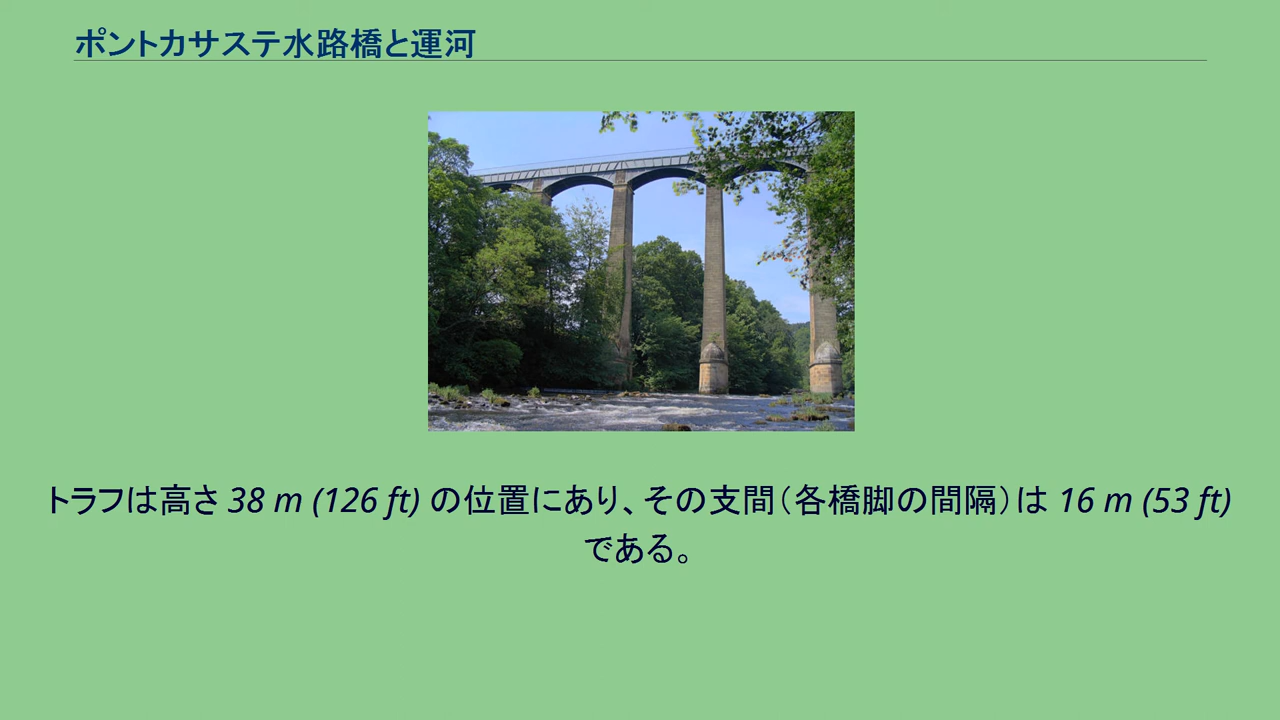 ポントカサステ水路橋と運河
トラフは高さ 38 m (126 ft) の位置にあり、その支間（各橋脚の間隔）は 16 m (53 ft)
である。